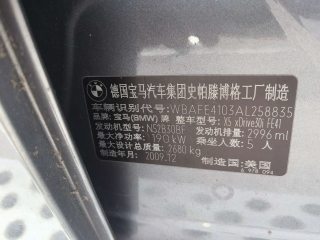 德国宝马汽车集团史帕滕博格工厂制造
车辆识别代号:WBAFE4103AL258835
品牌:宝马(BMW)牌 整车型号:X5 xDrive30i FE41
发动机型号:N52B30BF 发动机排量:2996 ml
最大净功率:190 kW 乘坐人数:5 人
最大设计总质量:2680 kg
制造年月:2009.12 制造国:美国
6 978 094